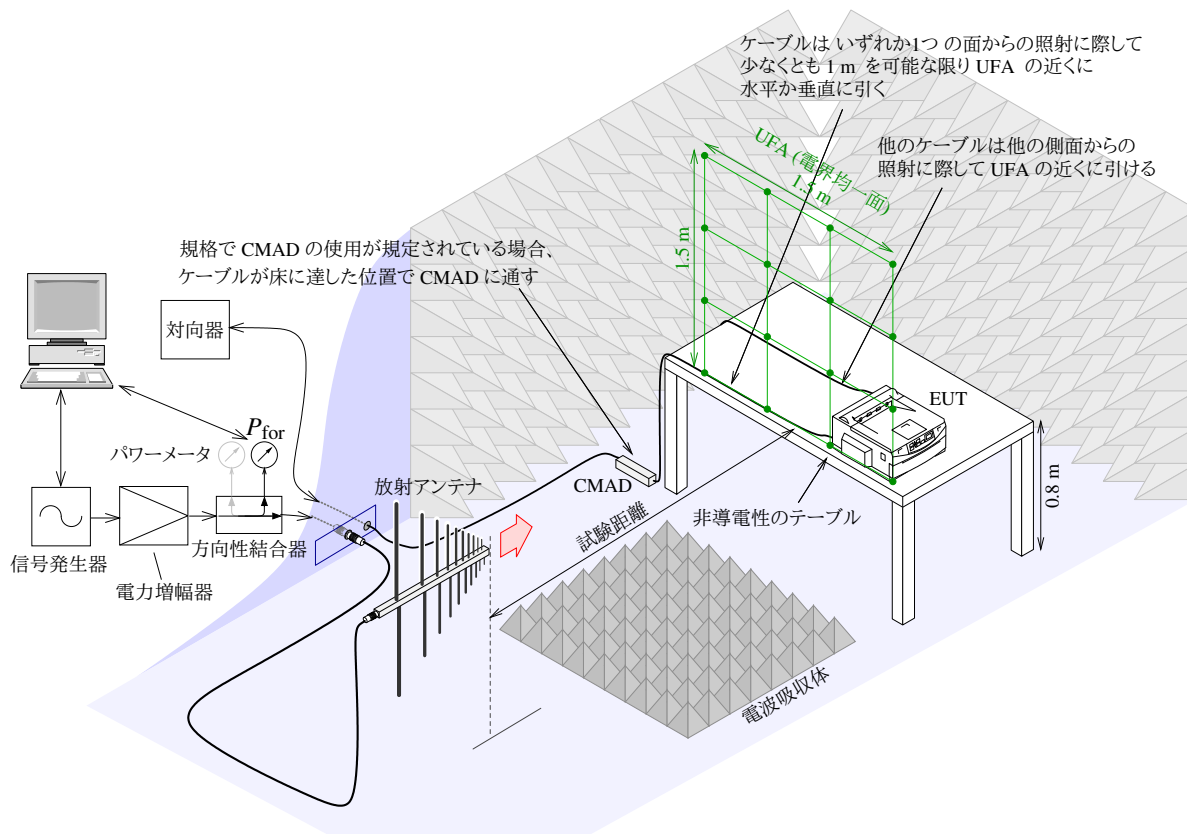 ケーブルは いずれか1つ の面からの照射に際して
少なくとも 1 m を可能な限り UFA の近くに
水平か垂直に引く
他のケーブルは他の側面からの
照射に際して UFA の近くに引ける
UFA (電界均一面)
1.5 m
1.5 m
規格で CMAD の使用が規定されている場合、
ケーブルが床に達した位置で CMAD に通す
対向器
EUT
Pfor
パワーメータ
CMAD
放射アンテナ
0.8 m
非導電性のテーブル
試験距離
方向性結合器
信号発生器
電力増幅器
電波吸収体